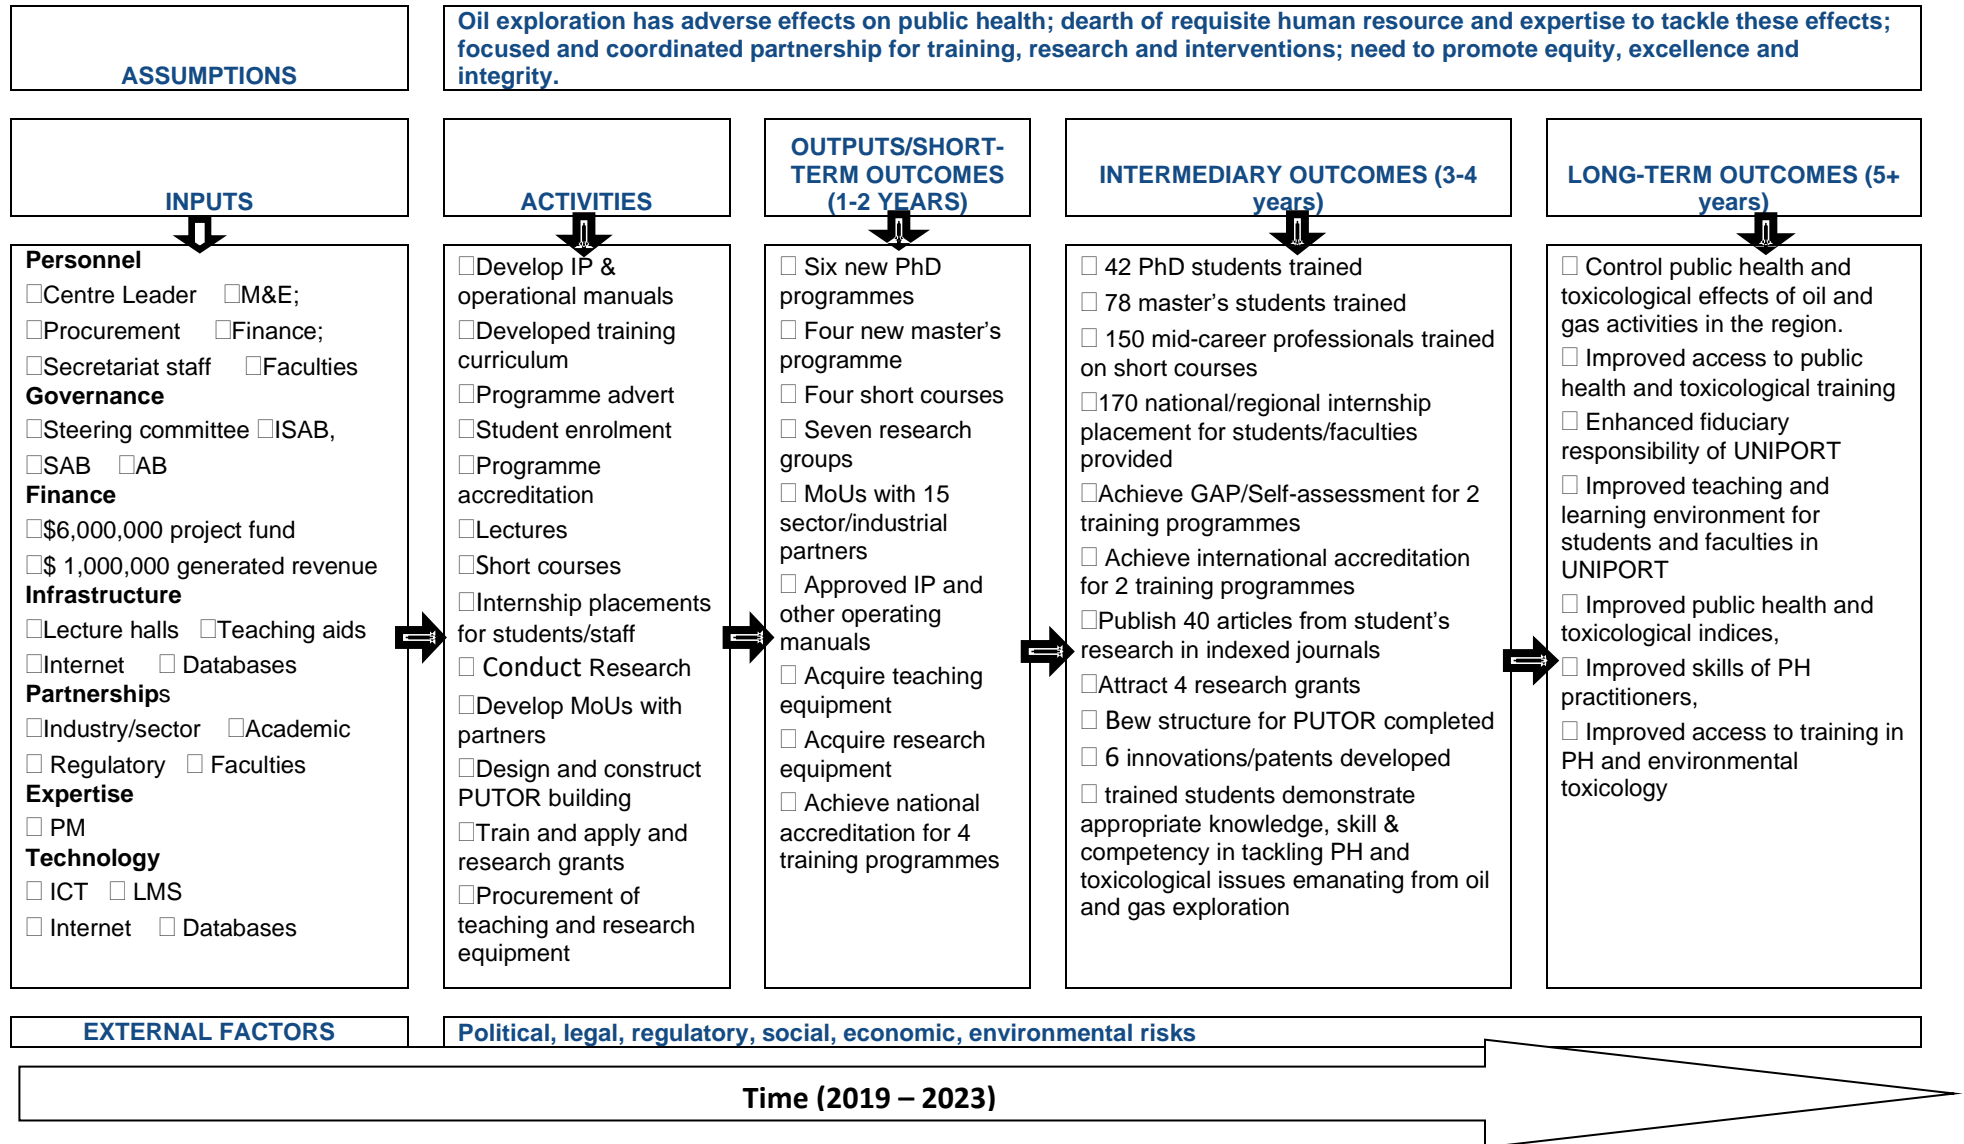 ASSUMPTIONS
Oil exploration has adverse effects on public health; dearth of requisite human resource and expertise to tackle these effects;
focused and coordinated partnership for training, research and interventions; need to promote equity, excellence and
integrity.
INPUTS
ACTIVITIES
OUTPUTS/SHORT-
TERM OUTCOMES
(1-2 YEARS)
INTERMEDIARY OUTCOMES (3-4
years)
LONG-TERM OUTCOMES (5+
years)
Personnel
□Centre Leader □M&E;
□Procurement □Finance;
□Secretariat staff □Faculties
Governance
□Steering committee □ISAB,
□SAB □AB
Finance
□$6,000,000 project fund
□$ 1,000,000 generated revenue
Infrastructure
□Lecture halls □Teaching aids
□Internet □ Databases
Partnerships
□Industry/sector □Academic
□ Regulatory □ Faculties
Expertise
□ PM
Technology
□ ICT □ LMS
□ Internet □ Databases
□Develop IP &
operational manuals
□Developed training
curriculum
□Programme advert
□Student enrolment
□Programme
accreditation
□Lectures
□Short courses
□Internship placements
for students/staff
□ Conduct Research
□Develop MoUs with
partners
□Design and construct
PUTOR building
□Train and apply and
research grants
□Procurement of
teaching and research
equipment
□ Six new PhD
programmes
□ Four new master's
programme
□ Four short courses
□ Seven research
groups
□ MoUs with 15
sector/industrial
partners
□ Approved IP and
other operating
manuals
□ Acquire teaching
equipment
□ Acquire research
equipment
□ Achieve national
accreditation for 4
training programmes
□ 42 PhD students trained
□ 78 master's students trained
□ 150 mid-career professionals trained
on short courses
□170 national/regional internship
placement for students/faculties
provided
□Achieve GAP/Self-assessment for 2
training programmes
□ Achieve international accreditation
for 2 training programmes
□Publish 40 articles from student's
research in indexed journals
□Attract 4 research grants
□ Bew structure for PUTOR completed
□ 6 innovations/patents developed
□ trained students demonstrate
appropriate knowledge, skill &
competency in tackling PH and
toxicological issues emanating from oil
and gas exploration
□ Control public health and
toxicological effects of oil and
gas activities in the region.
□ Improved access to public
health and toxicological training
□ Enhanced fiduciary
responsibility of UNIPORT
□ Improved teaching and
learning environment for
students and faculties in
UNIPORT
□ Improved public health and
toxicological indices,
□ Improved skills of PH
practitioners,
□ Improved access to training in
PH and environmental
toxicology
EXTERNAL FACTORS
Political, legal, regulatory, social, economic, environmental risks
Time (2019 – 2023)